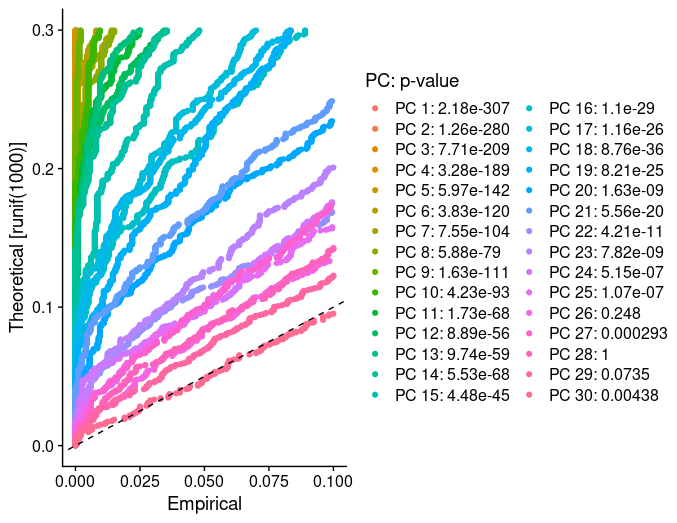 PC: p-value
PC 1: 2.18e-307
PC 2: 1.26e-280
PC 3: 7.71e-209
PC 4: 3.28e-189
PC 5: 5.97e-142
PC 6: 3.83e-120
PC 7: 7.55e-104
PC 8: 5.88e-79
PC 9: 1.63e-111
PC 10: 4.23e-93
PC 11: 1.73e-68
PC 12: 8.89e-56
PC 13: 9.74e-59
PC 14: 5.53e-68
PC 15: 4.48e-45
PC 16: 1.1e-29
PC 17: 1.16e-26
PC 18: 8.76e-36
PC 19: 8.21e-25
PC 20: 1.63e-09
PC 21: 5.56e-20
PC 22: 4.21e-11
PC 23: 7.82e-09
PC 24: 5.15e-07
PC 25: 1.07e-07
PC 26: 0.248
PC 27: 0.000293
PC 28: 1
PC 29: 0.0735
PC 30: 0.00438
Theoretical [runif(1000)]
0.3
0.2
0.1
0.0
0.000 0.025 0.050 0.075 0.100
Empirical